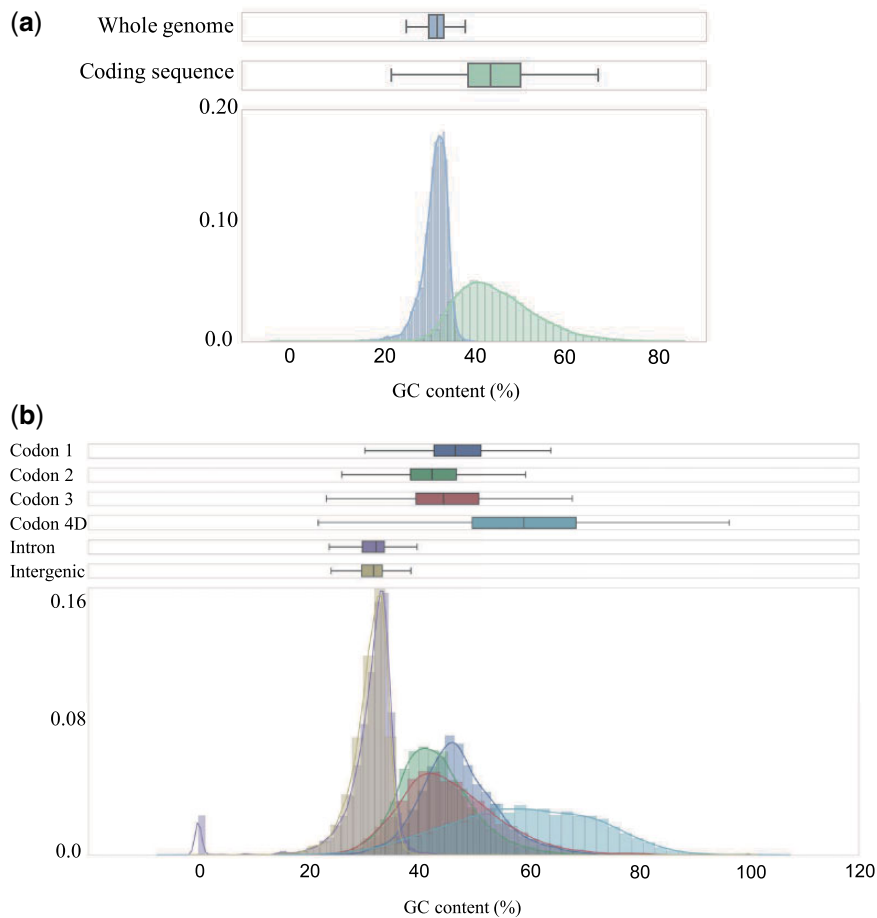 (a)
Whole genome
Coding sequence
0.20
0.10
0.0
0 20 40 60 80
GC content (%)
(b)
Codon 1
Codon 2
Codon 3
Codon 4D
Intron
Intergenic
0.16
0.08
0.0
0 20 40 60 80 100 120
GC content (%)